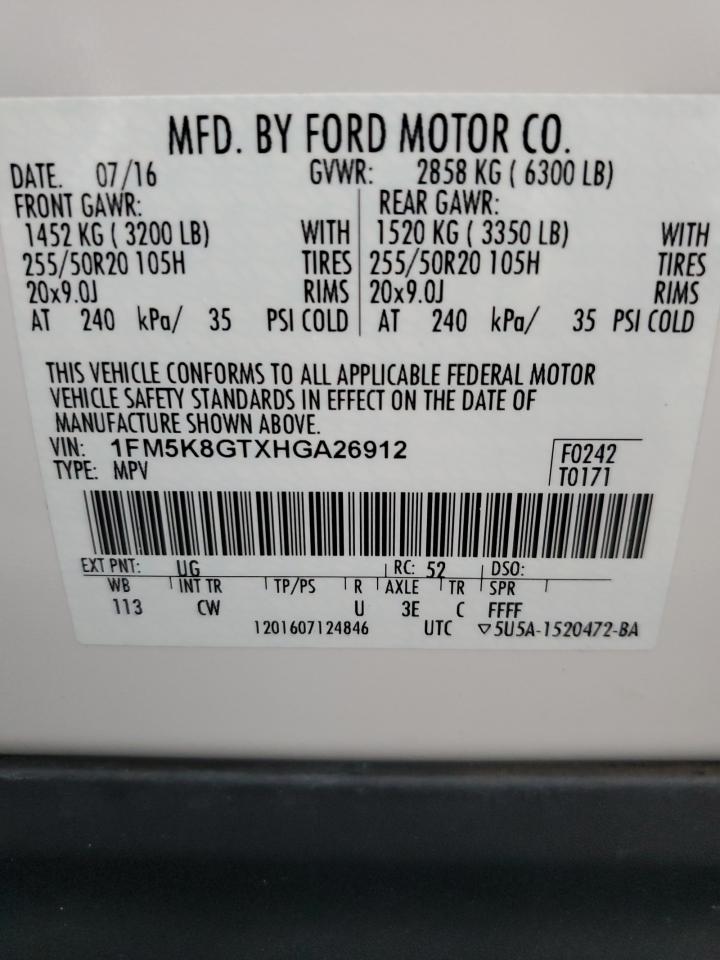 MFD. BY FORD MOTOR CO.
DATE. 07/16 GVWR: 2858 KG ( 6300 LB)
FRONT GAWR: REAR GAWR:
1452 KG ( 3200 LB) WITH 1520 KG ( 3350 LB) WITH
255/50R20 105H TIRES 255/50R20 105H TIRES
20x9.0J RIMS 20x9.0J RIMS
AT 240 kPa/ 35 PSI COLD AT 240 kPa/ 35 PSI COLD
THIS VEHICLE CONFORMS TO ALL APPLICABLE FEDERAL MOTOR
VEHICLE SAFETY STANDARDS IN EFFECT ON THE DATE OF
MANUFACTURE SHOWN ABOVE.
VIN: 1FM5K8GTXHGA26912 F0242
TYPE: MPV T0171
EXT PNT: UG RC: 52 DSO:
WB INT TR TP/PS R AXLE TR SPR
113 CW U 3E C FFFF
1201607124846 UTC ▽5U5A-1520472-BA